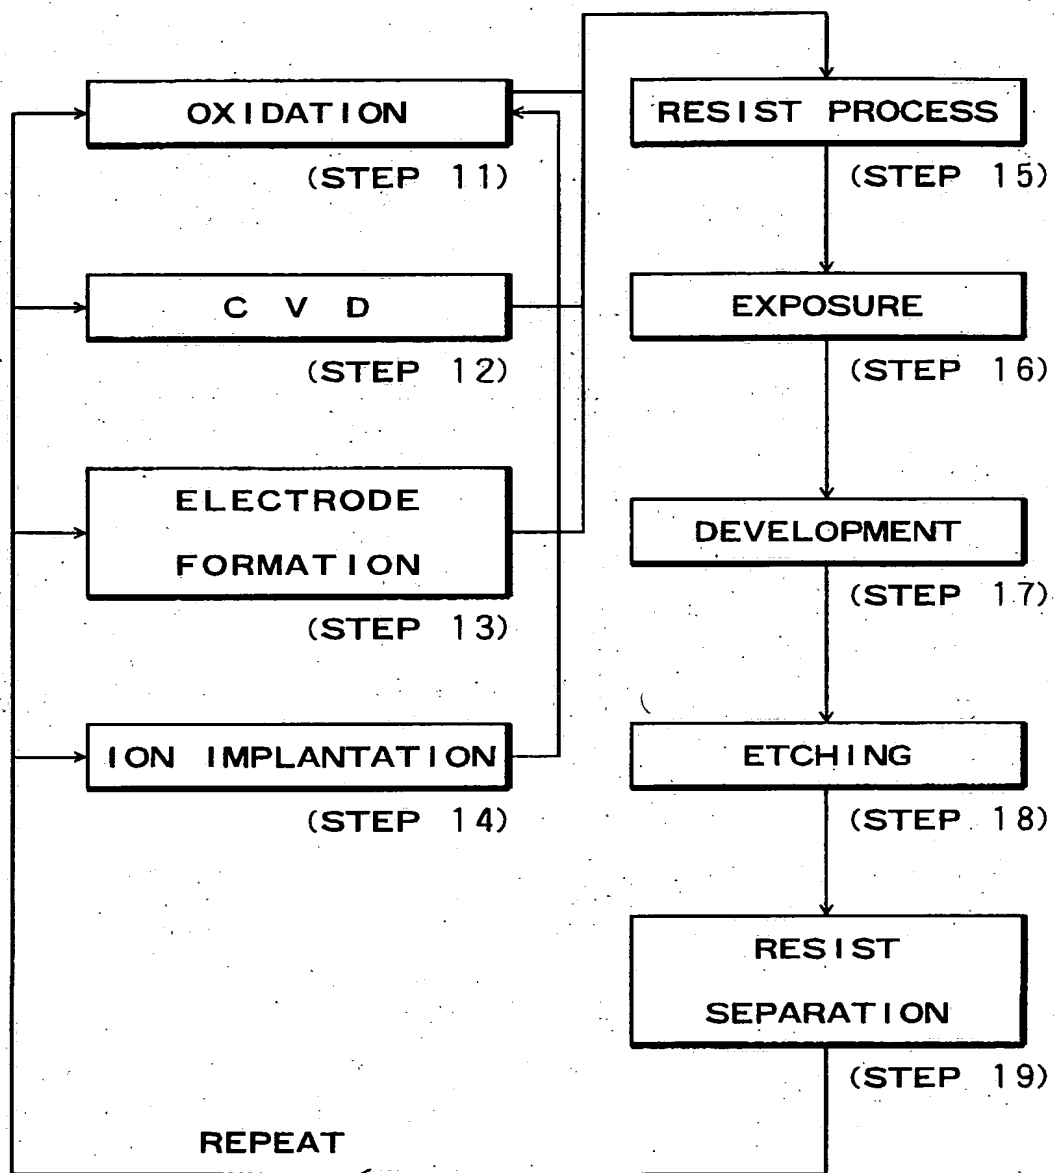 OXIDATION
(STEP 11)
C V D
(STEP 12)
ELECTRODE
FORMATION
(STEP 13)
ION IMPLANTATION
(STEP 14)
RESIST PROCESS
(STEP 15)
EXPOSURE
(STEP 16)
DEVELOPMENT
(STEP 17)
ETCHING
(STEP 18)
RESIST
SEPARATION
(STEP 19)
REPEAT